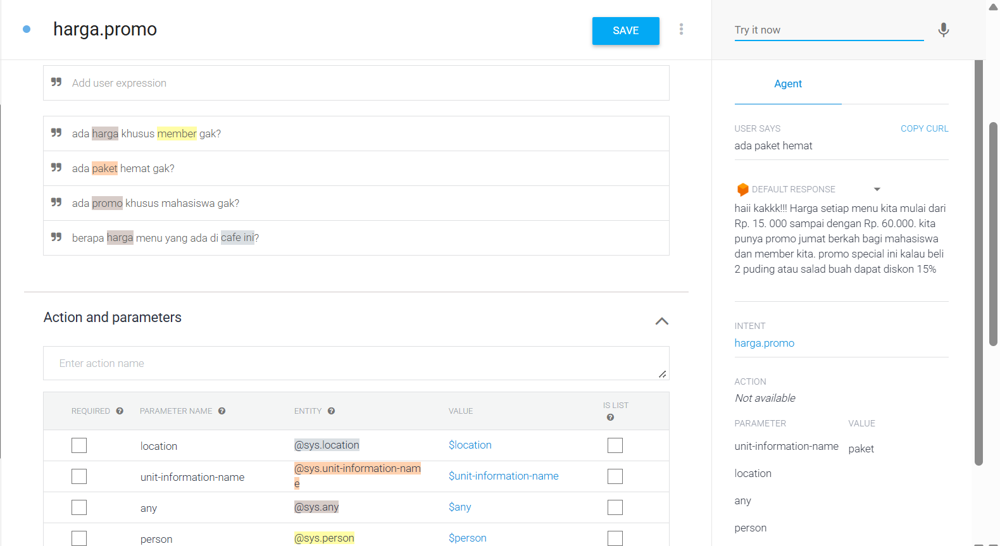 harga.promo
SAVE
Add user expression
ada harga khusus member gak?
ada paket hemat gak?
ada promo khusus mahasiswa gak?
berapa harga menu yang ada di cafe ini?
Action and parameters
Enter action name
REQUIRED ? PARAMETER NAME ? ENTITY ? VALUE IS LIST ?
location @sys.location $location
unit-information-name @sys.unit-information-nam
e $unit-information-name
any @sys.any $any
person @sys.person $person
Try it now
Agent
USER SAYS COPY CURL
ada paket hemat
DEFAULT RESPONSE
haii kakkk!!! Harga setiap menu kita mulai dari
Rp. 15. 000 sampai dengan Rp. 60.000. kita
punya promo jumat berkah bagi mahasiswa
dan member kita. promo special ini kalau beli
2 puding atau salad buah dapat diskon 15%
INTENT
harga.promo
ACTION
Not available
PARAMETER VALUE
unit-information-name paket
location
any
person